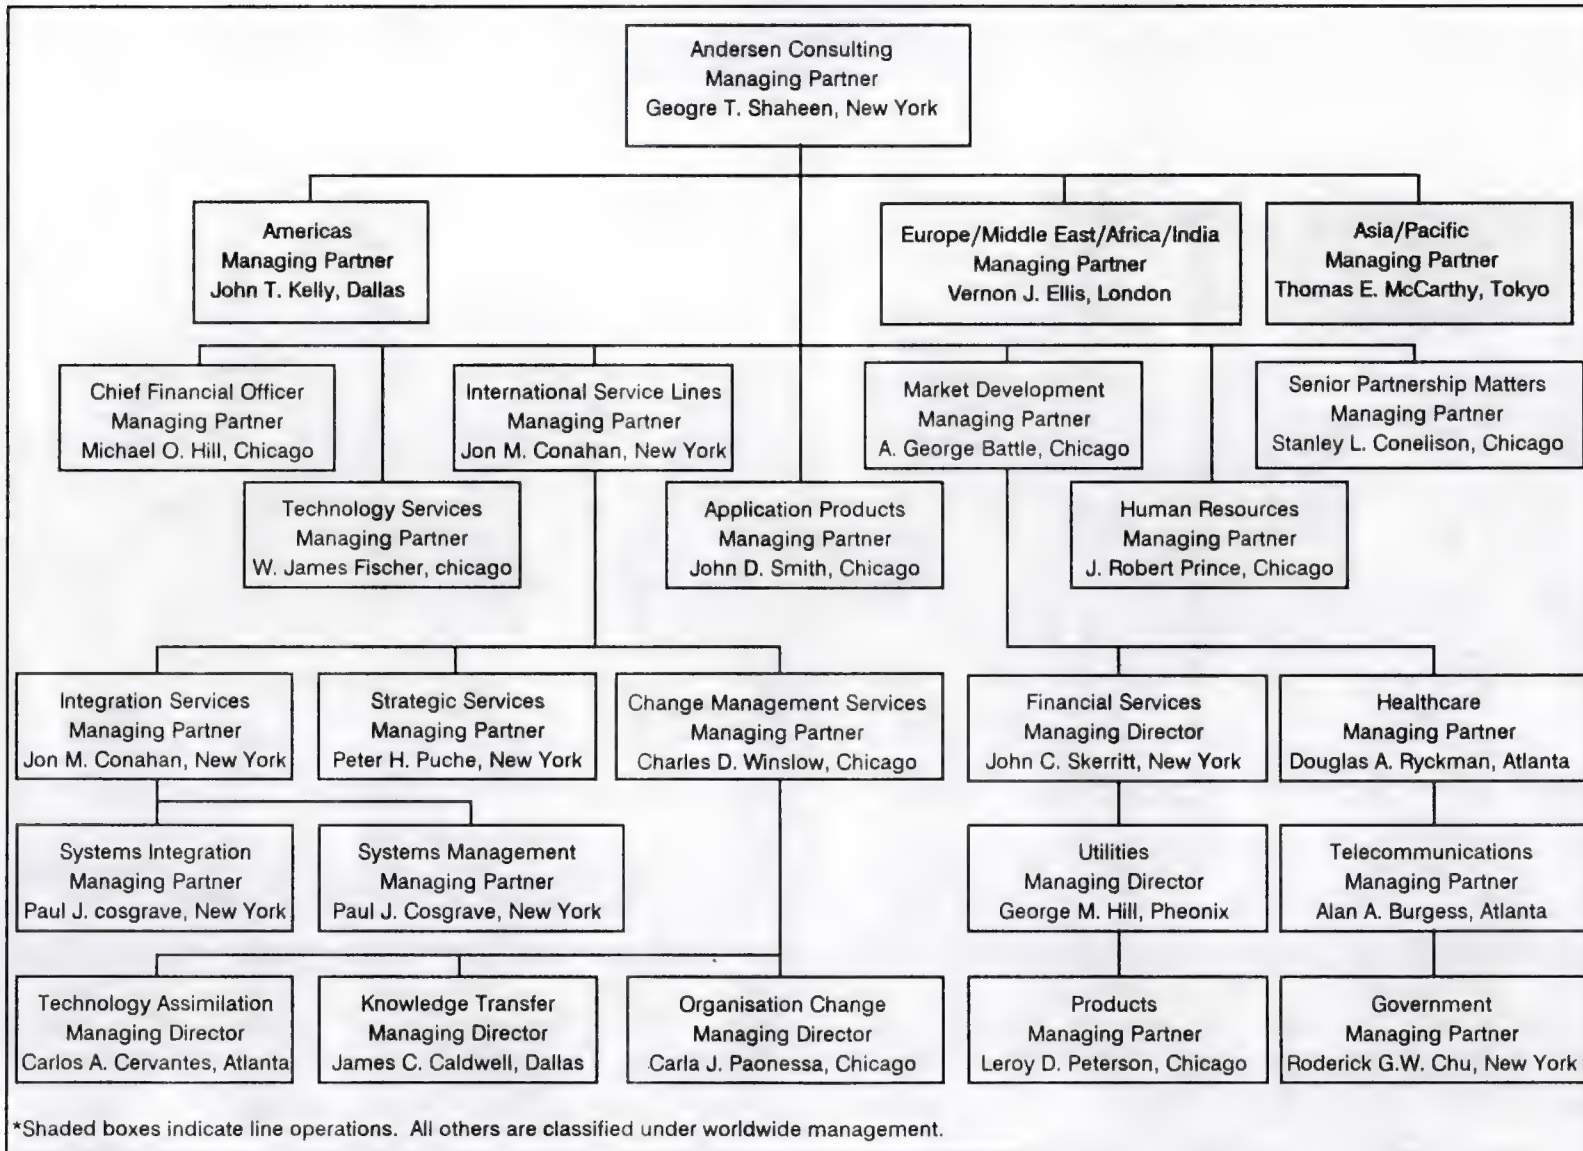 Andersen Consulting
Managing Partner
Geogre T. Shaheen, New York
Americas
Managing Partner
John T. Kelly, Dallas
Europe/Middle East/Africa/India
Managing Partner
Vernon J. Ellis, London
Asia/Pacific
Managing Partner
Thomas E. McCarthy, Tokyo
Chief Financial Officer
Managing Partner
Michael O. Hill, Chicago
International Service Lines
Managing Partner
Jon M. Conahan, New York
Market Development
Managing Partner
A. George Battle, Chicago
Senior Partnership Matters
Managing Partner
Stanley L. Conelison, Chicago
Technology Services
Managing Partner
W. James Fischer, chicago
Application Products
Managing Partner
John D. Smith, Chicago
Human Resources
Managing Partner
J. Robert Prince, Chicago
Integration Services
Managing Partner
Jon M. Conahan, New York
Strategic Services
Managing Partner
Peter H. Puche, New York
Change Management Services
Managing Partner
Charles D. Winslow, Chicago
Financial Services
Managing Director
John C. Skerritt, New York
Healthcare
Managing Partner
Douglas A. Ryckman, Atlanta
Systems Integration
Managing Partner
Paul J. cosgrave, New York
Systems Management
Managing Partner
Paul J. Cosgrave, New York
Utilities
Managing Director
George M. Hill, Pheonix
Telecommunications
Managing Partner
Alan A. Burgess, Atlanta
Technology Assimilation
Managing Director
Carlos A. Cervantes, Atlanta
Knowledge Transfer
Managing Director
James C. Caldwell, Dallas
Organisation Change
Managing Director
Carla J. Paonessa, Chicago
Products
Managing Partner
Leroy D. Peterson, Chicago
Government
Managing Partner
Roderick G.W. Chu, New York
*Shaded boxes indicate line operations. All others are classified under worldwide management.